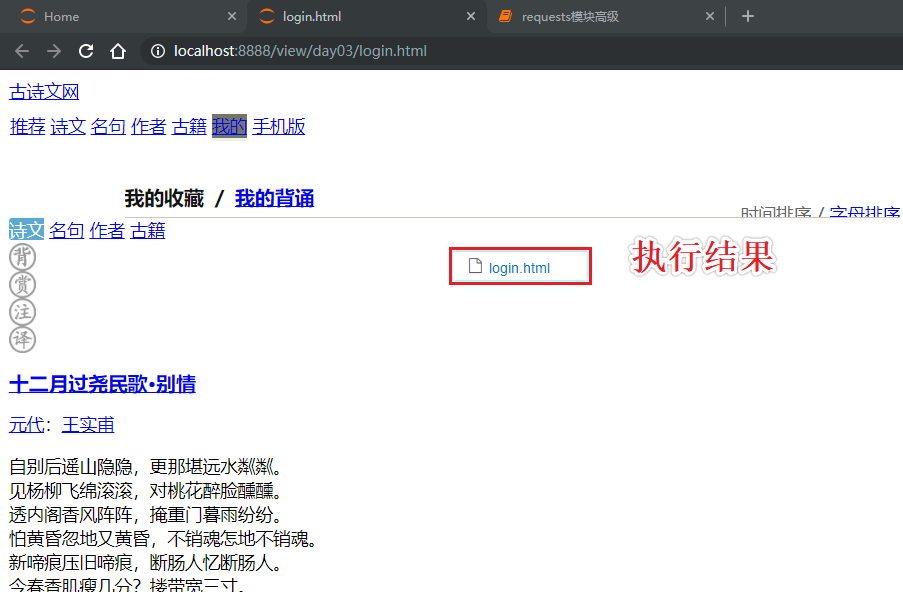 Home
login.html
requests模块高级
localhost:8888/view/day03/login.html
古诗文网
推荐 诗文 名句 作者 古籍 我的 手机版
我的收藏 / 我的背诵
时间排序 / 字母排序
诗文 名句 作者 古籍
背
赏
注
译
login.html
执行结果
十二月过尧民歌·别情
元代：王实甫
自别后遥山隐隐，更那堪远水粼粼。
见杨柳飞绵滚滚，对桃花醉脸醺醺。
透内阁香风阵阵，掩重门暮雨纷纷。
怕黄昏忽地又黄昏，不销魂怎地不销魂。
新啼痕压旧啼痕，断肠人忆断肠人。
今春香肌瘦几分？搂带宽三寸。